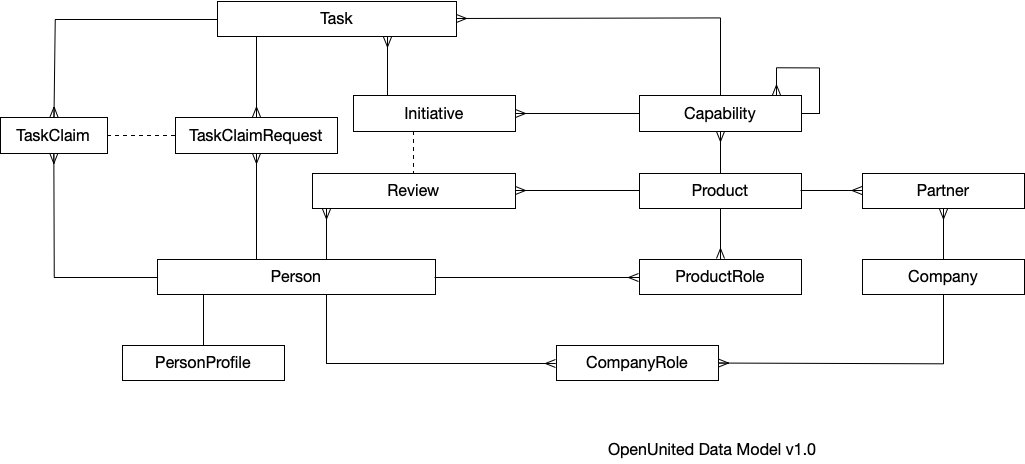 Task
Initiative
Capability
TaskClaim
TaskClaimRequest
Review
Product
Partner
Person
ProductRole
Company
PersonProfile
CompanyRole
OpenUnited Data Model v1.0